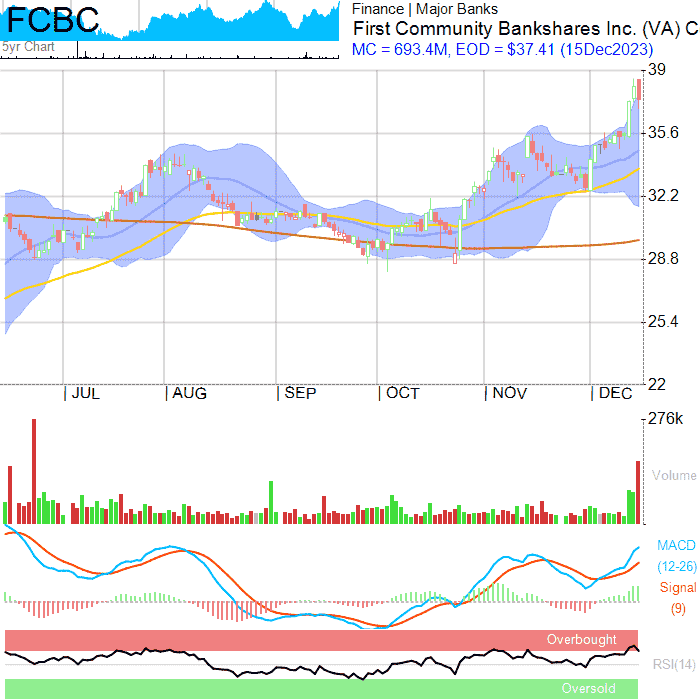 FCBC
5yr Chart
Finance | Major Banks
First Community Bankshares Inc. (VA) C
MC = 693.4M, EOD = $37.41 (15Dec2023)
39
35.6
32.2
28.8
25.4
22
JUL AUG SEP OCT NOV DEC
276k
Volume
MACD
(12-26)
Signal
(9)
Overbought
RSI(14)
Oversold